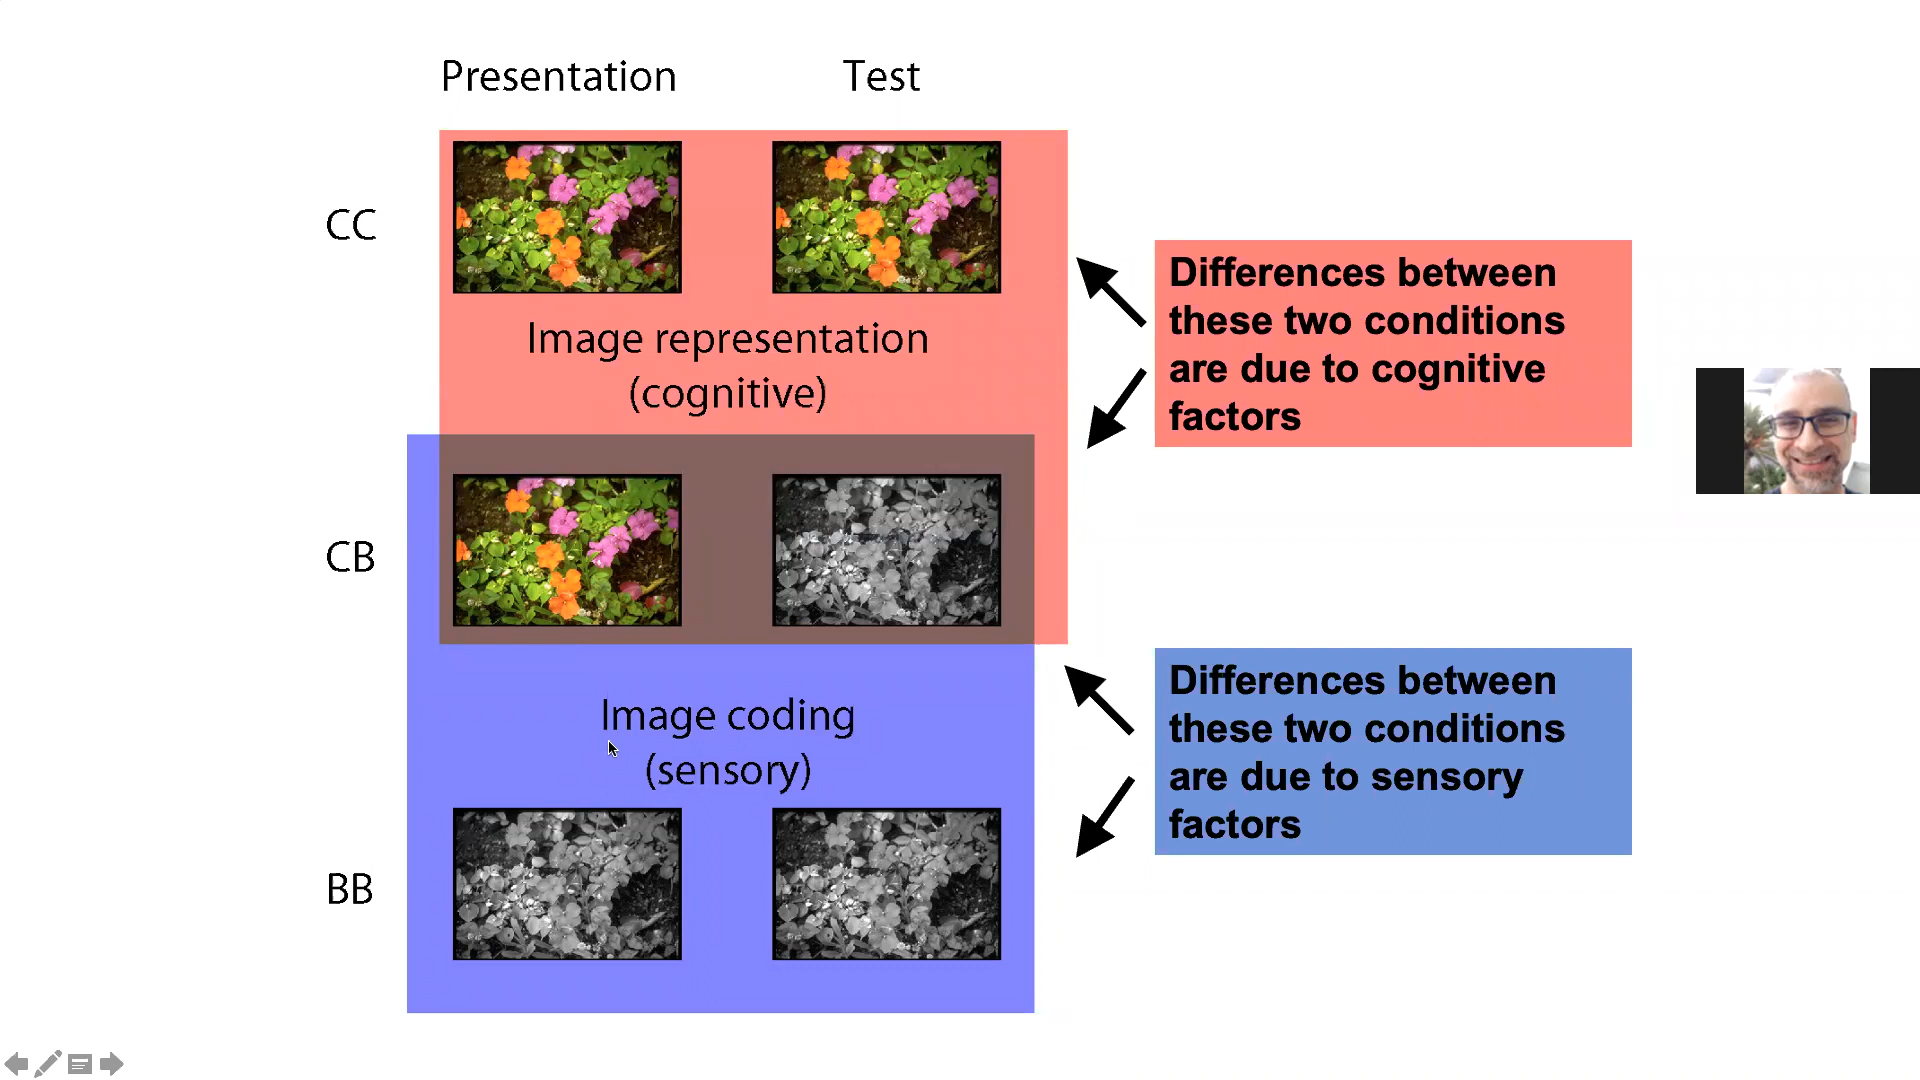 Presentation
Test
CC
Image representation
(cognitive)
Differences between
these two conditions
are due to cognitive
factors
CB
Image coding
(sensory)
Differences between
these two conditions
are due to sensory
factors
BB